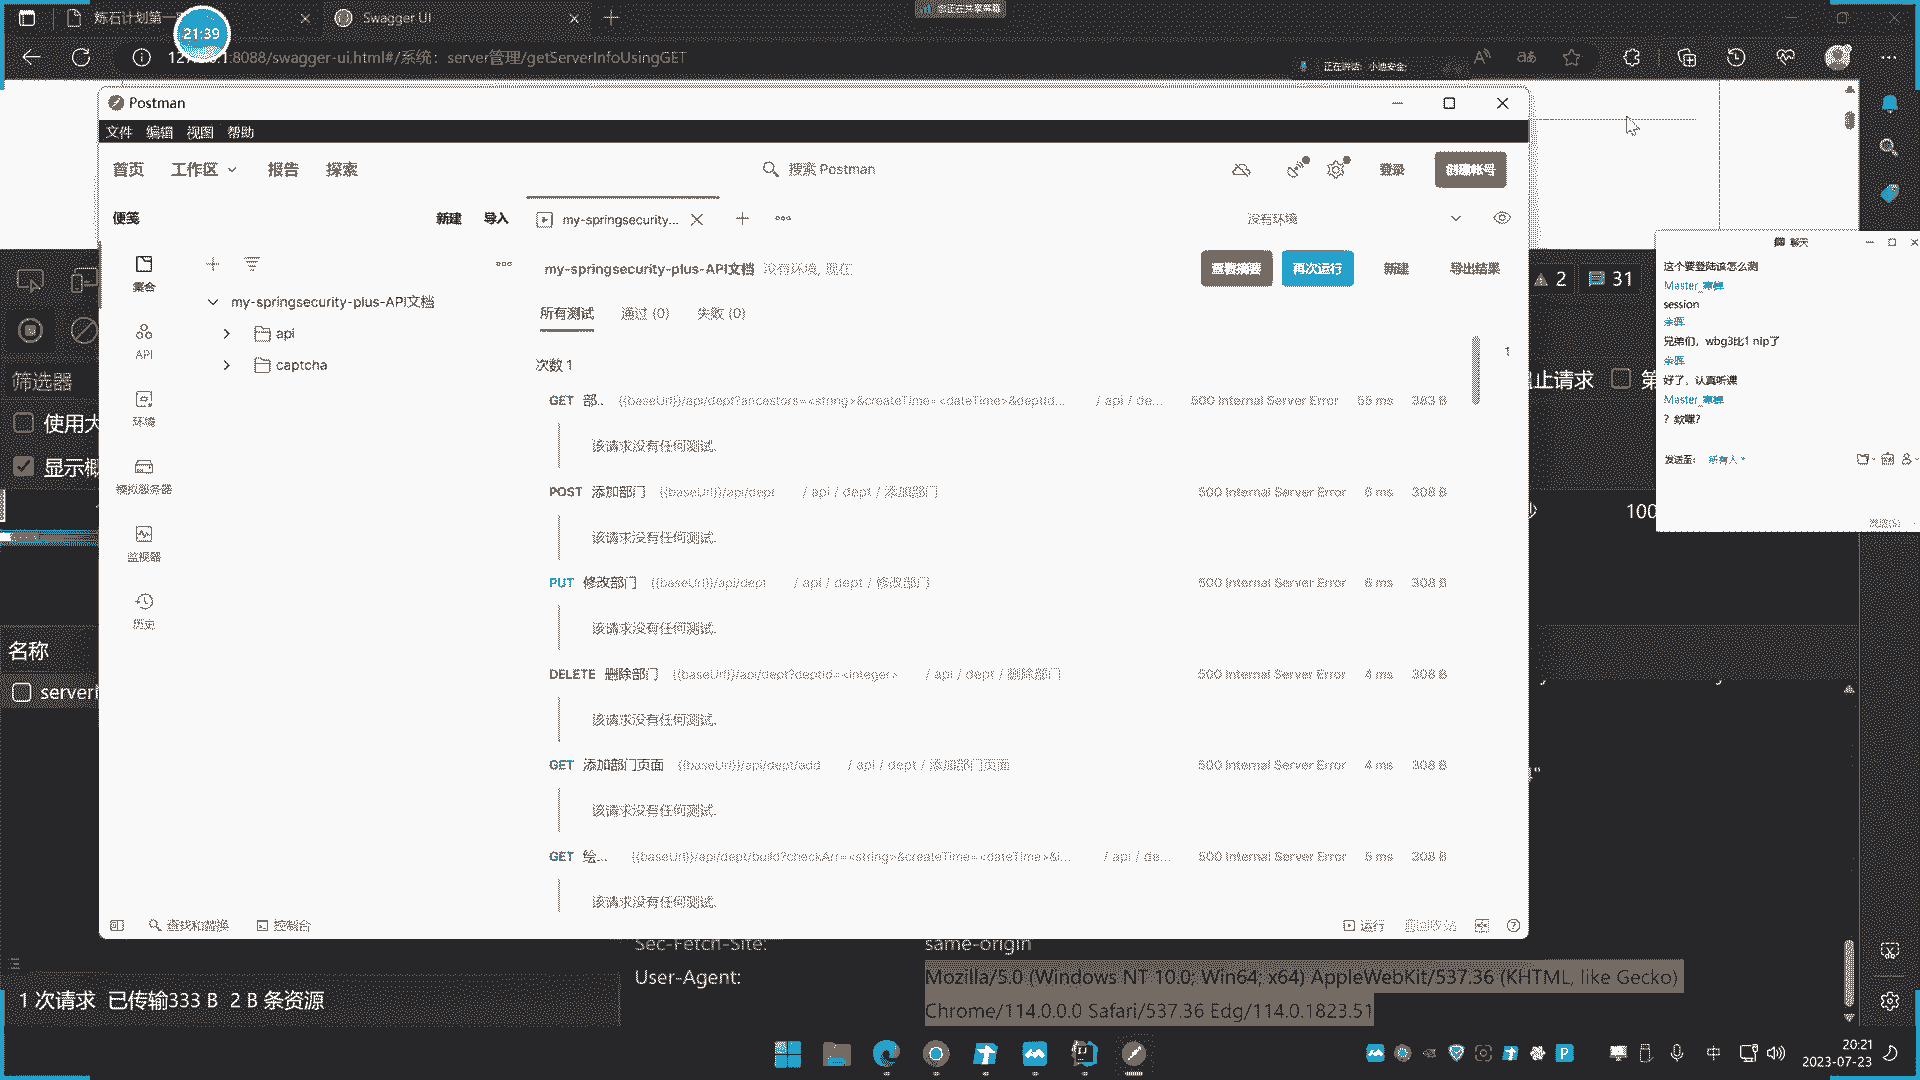 炼石计划第一
Swagger UI
您正在共享屏幕
21:39
:8088/swagger-ui.html#/系统：server管理/getServerInfoUsingGET
正在讲话: 小迪安全;
Postman
文件 编辑 视图 帮助
首页 工作区 报告 探索
搜索 Postman
登录
创建帐号
便笺
新建 导入
my-springsecurity...
没有环境
my-springsecurity-plus-API文档 没有环境, 现在
查看摘要 再次运行 新建 导出结果
集合
my-springsecurity-plus-API文档
api
captcha
API
环境
模拟服务器
监视器
历史
所有测试 通过 (0) 失败 (0)
次数 1
1
GET 部.. {{baseUrl}}/api/dept?ancestors=<string>&createTime=<dateTime>&deptId... / api / de... 500 Internal Server Error 55 ms 383 B
该请求没有任何测试.
POST 添加部门 {{baseUrl}}/api/dept / api / dept / 添加部门 500 Internal Server Error 6 ms 308 B
该请求没有任何测试.
PUT 修改部门 {{baseUrl}}/api/dept / api / dept / 修改部门 500 Internal Server Error 6 ms 308 B
该请求没有任何测试.
DELETE 删除部门 {{baseUrl}}/api/dept?deptId=<integer> / api / dept / 删除部门 500 Internal Server Error 4 ms 308 B
该请求没有任何测试.
GET 添加部门页面 {{baseUrl}}/api/dept/add / api / dept / 添加部门页面 500 Internal Server Error 4 ms 308 B
该请求没有任何测试.
GET 绘... {{baseUrl}}/api/dept/build?checkArr=<string>&createTime=<dateTime>&i... / api / de... 500 Internal Server Error 5 ms 308 B
该请求没有任何测试.
查找和替换 控制台
运行
筛选器
使用大
显示概
名称
2 31
止请求 第
100
聊天
这个要登陆该怎么测
session
兄弟们，wbg3比1 nip了
好了，认真听课
发送至: 所有人
Sec-Fetch-Site: same-origin
User-Agent: Mozilla/5.0 (Windows NT 10.0; Win64; x64) AppleWebKit/537.36 (KHTML, like Gecko)
Chrome/114.0.0.0 Safari/537.36 Edg/114.0.1823.51
1 次请求 已传输333 B 2 B 条资源
中
20:21
2023-07-23